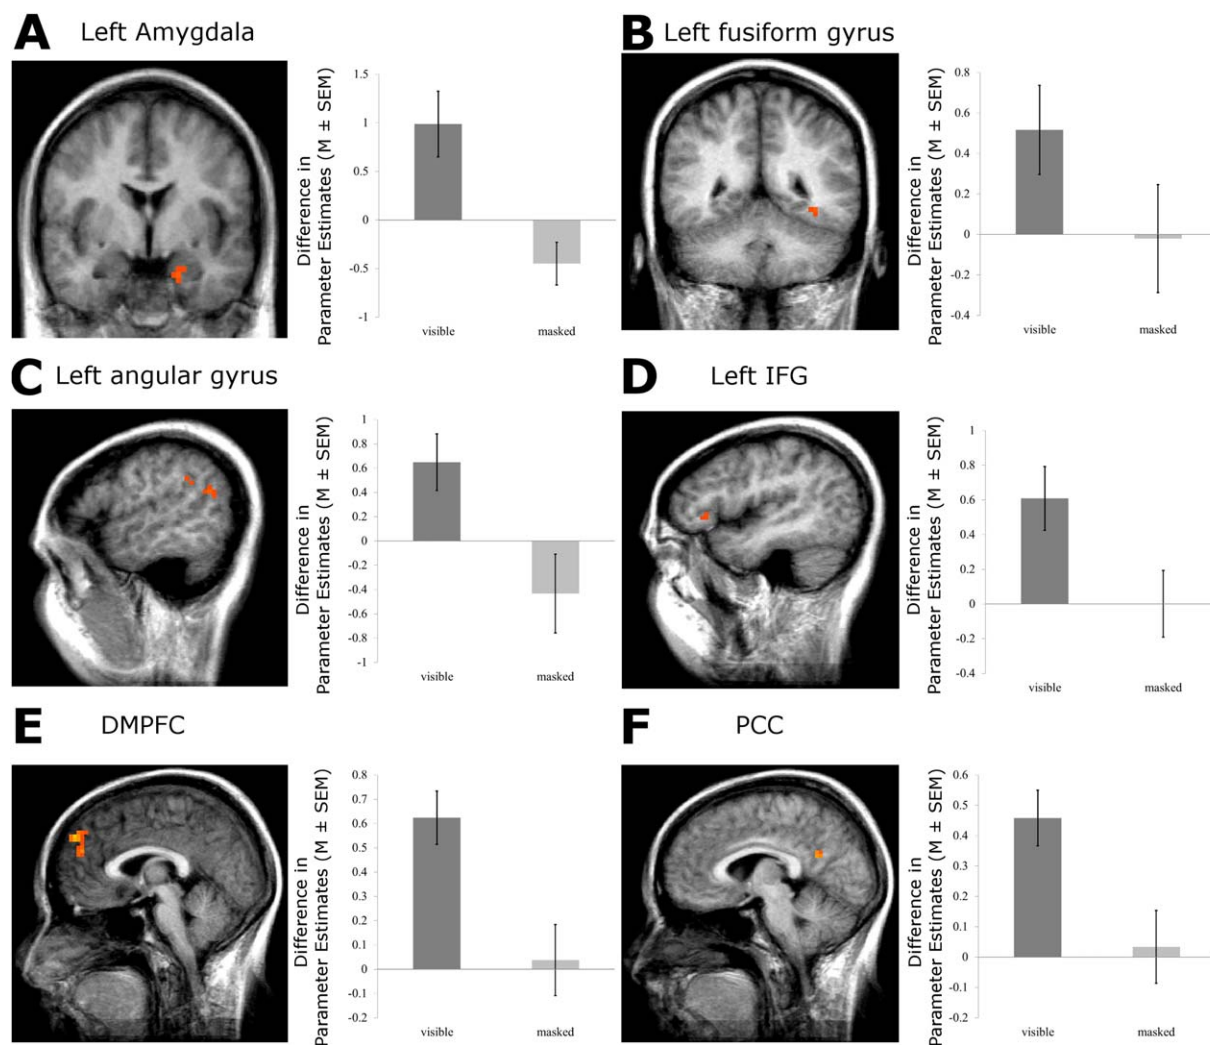 A Left Amygdala
Difference in
Parameter Estimates (M ± SEM)
1.5
1
0.5
0
-0.5
-1
visible masked
B Left fusiform gyrus
Difference in
Parameter Estimates (M ± SEM)
0.8
0.6
0.4
0.2
0
-0.2
-0.4
visible masked
C Left angular gyrus
Difference in
Parameter Estimates (M ± SEM)
1
0.8
0.6
0.4
0.2
0
-0.2
-0.4
-0.6
-0.8
-1
visible masked
D Left IFG
Difference in
Parameter Estimates (M ± SEM)
1
0.8
0.6
0.4
0.2
0
-0.2
-0.4
visible masked
E DMPFC
Difference in
Parameter Estimates (M ± SEM)
0.8
0.7
0.6
0.5
0.4
0.3
0.2
0.1
0
-0.1
-0.2
visible masked
F PCC
Difference in
Parameter Estimates (M ± SEM)
0.6
0.5
0.4
0.3
0.2
0.1
0
-0.1
-0.2
visible masked